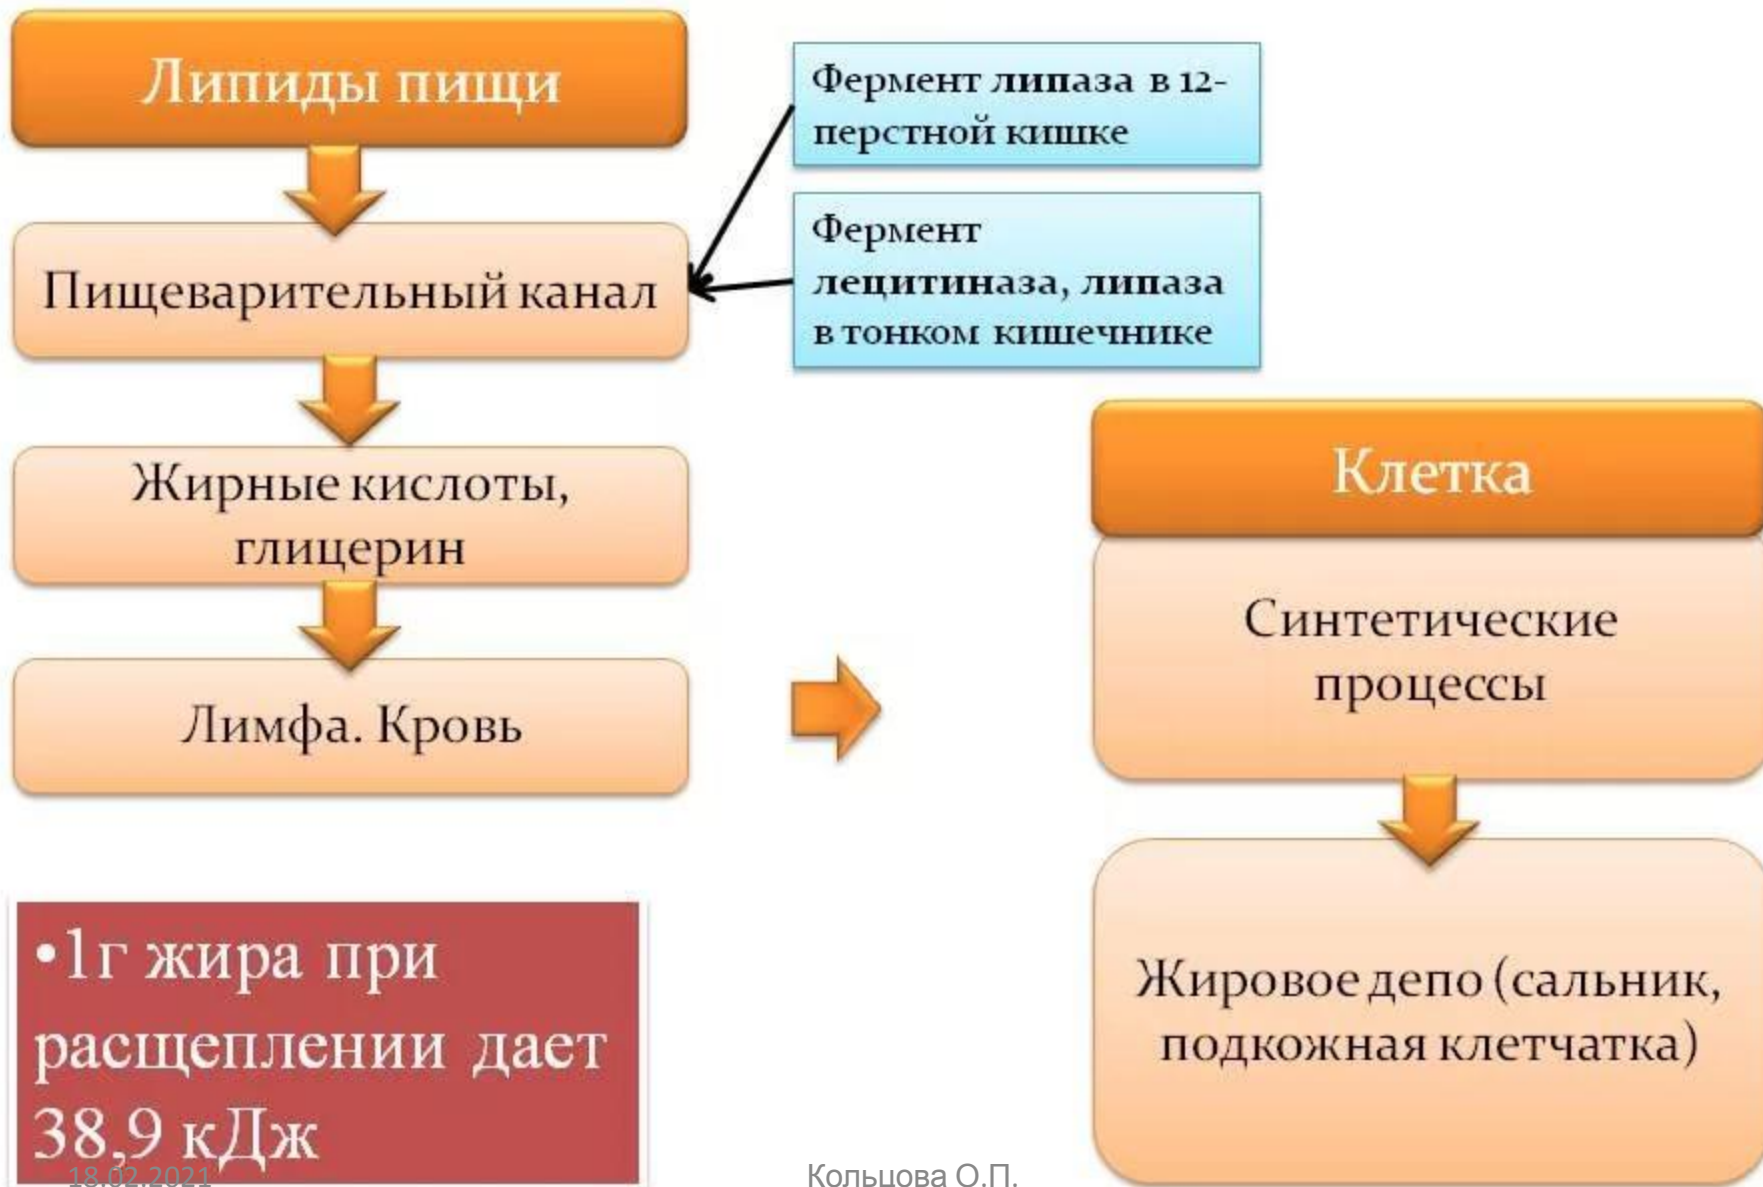 Липиды пищи
Фермент липаза в 12-
перстной кишке
Пищеварительный канал
Фермент
лецитиназа, липаза
в тонком кишечнике
Жирные кислоты,
глицерин
Лимфа. Кровь
Клетка
Синтетические
процессы
Жировое депо (сальник,
подкожная клетчатка)
•1г жира при
расщеплении дает
38,9 кДж
18.02.2021
Кольцова О.П.